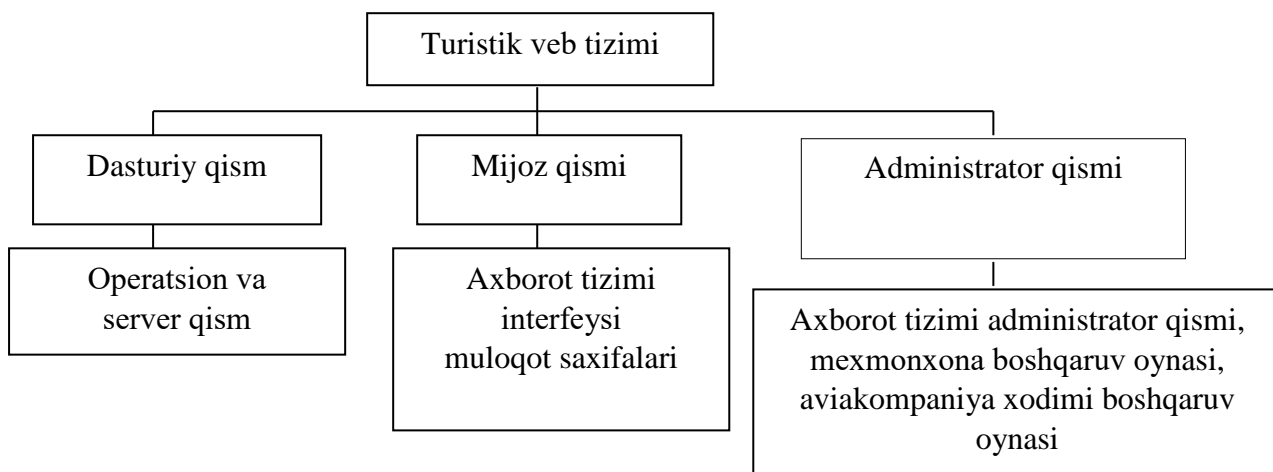 Turistik veb tizimi
Dasturiy qism
Mijoz qismi
Administrator qismi
Operatsion va
server qism
Axborot tizimi
interfeysi
muloqot saxifalari
Axborot tizimi administrator qismi,
mexmonxona boshqaruv oynasi,
aviakompaniya xodimi boshqaruv
oynasi